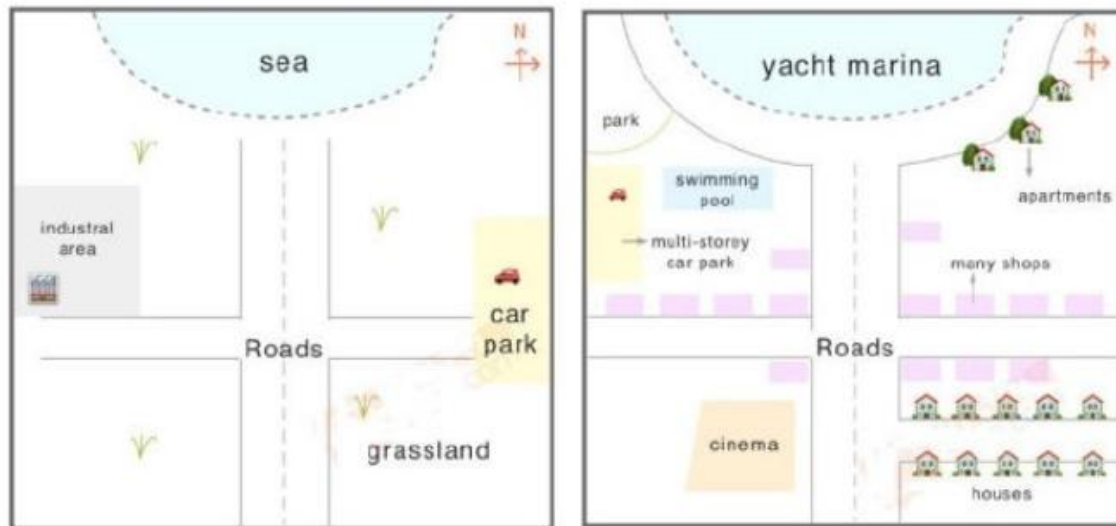 sea
N
industral
area
car
park
Roads
grassland
yacht marina
N
park
swimming
pool
apartments
multi-storey
car park
many shops
Roads
cinema
houses